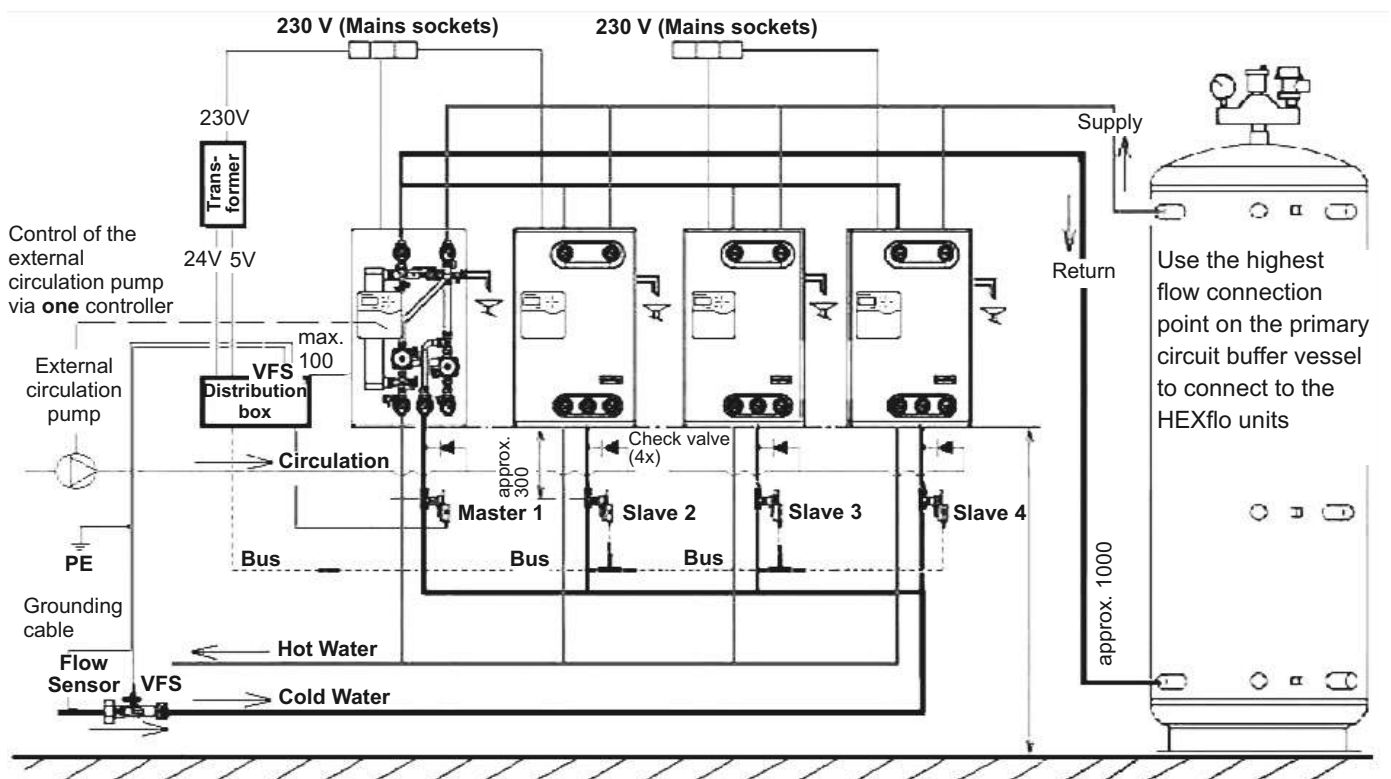 230 V (Mains sockets)
230 V (Mains sockets)
230V
Trans-
former
24V 5V
Supply
Return
Control of the
external
circulation pump
via one controller
max.
100
External
circulation
pump
VFS
Distribution
box
Use the highest
flow connection
point on the primary
circuit buffer vessel
to connect to the
HEXflo units
Check valve
(4x)
approx.
300
Circulation
Master 1
Slave 2
Slave 3
Slave 4
PE
Bus
Bus
Bus
approx. 1000
Grounding
cable
Hot Water
Flow
Sensor
VFS
Cold Water